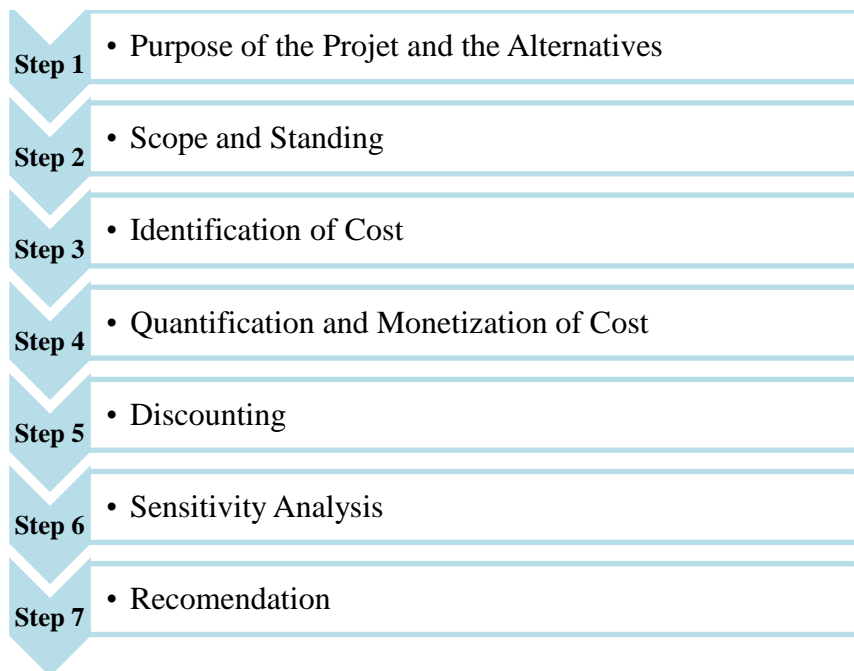 Step 1
• Purpose of the Projet and the Alternatives
Step 2
• Scope and Standing
Step 3
• Identification of Cost
Step 4
• Quantification and Monetization of Cost
Step 5
• Discounting
Step 6
• Sensitivity Analysis
Step 7
• Recomendation